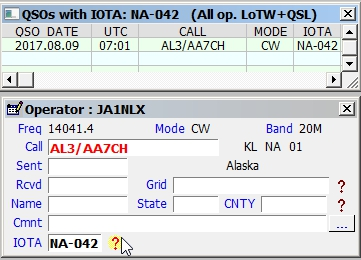 QSOs with IOTA: NA-042 (All op. LoTW+QSL)
QSO DATE UTC CALL MODE IOTA
2017.08.09 07:01 AL3/AA7CH CW NA-042
Operator : JA1NLX
Freq 14041.4 Mode CW Band 20M
Call AL3/AA7CH KL NA 01
Sent Alaska
Rcvd Grid ?
Name State CNTY ?
Cmnt ...
IOTA NA-042 ?